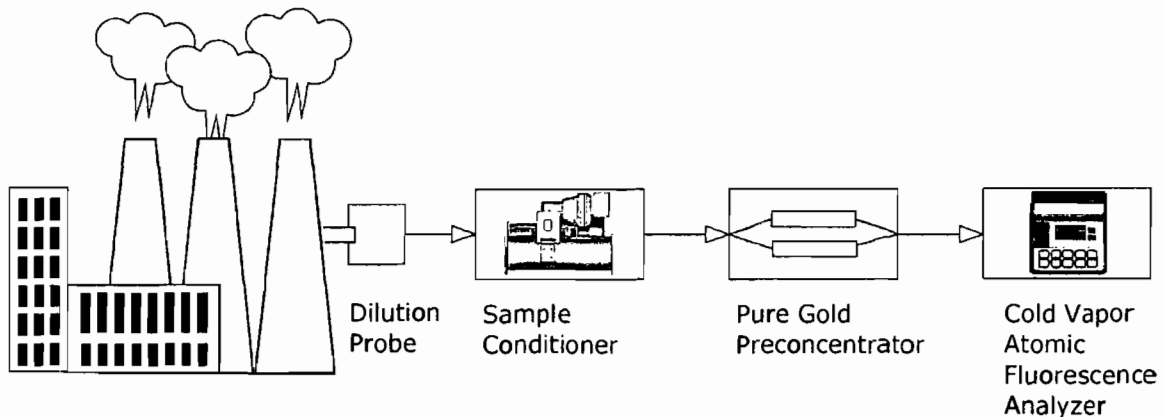 Dilution
Probe
Sample
Conditioner
Pure Gold
Preconcentrator
Cold Vapor
Atomic
Fluorescence
Analyzer